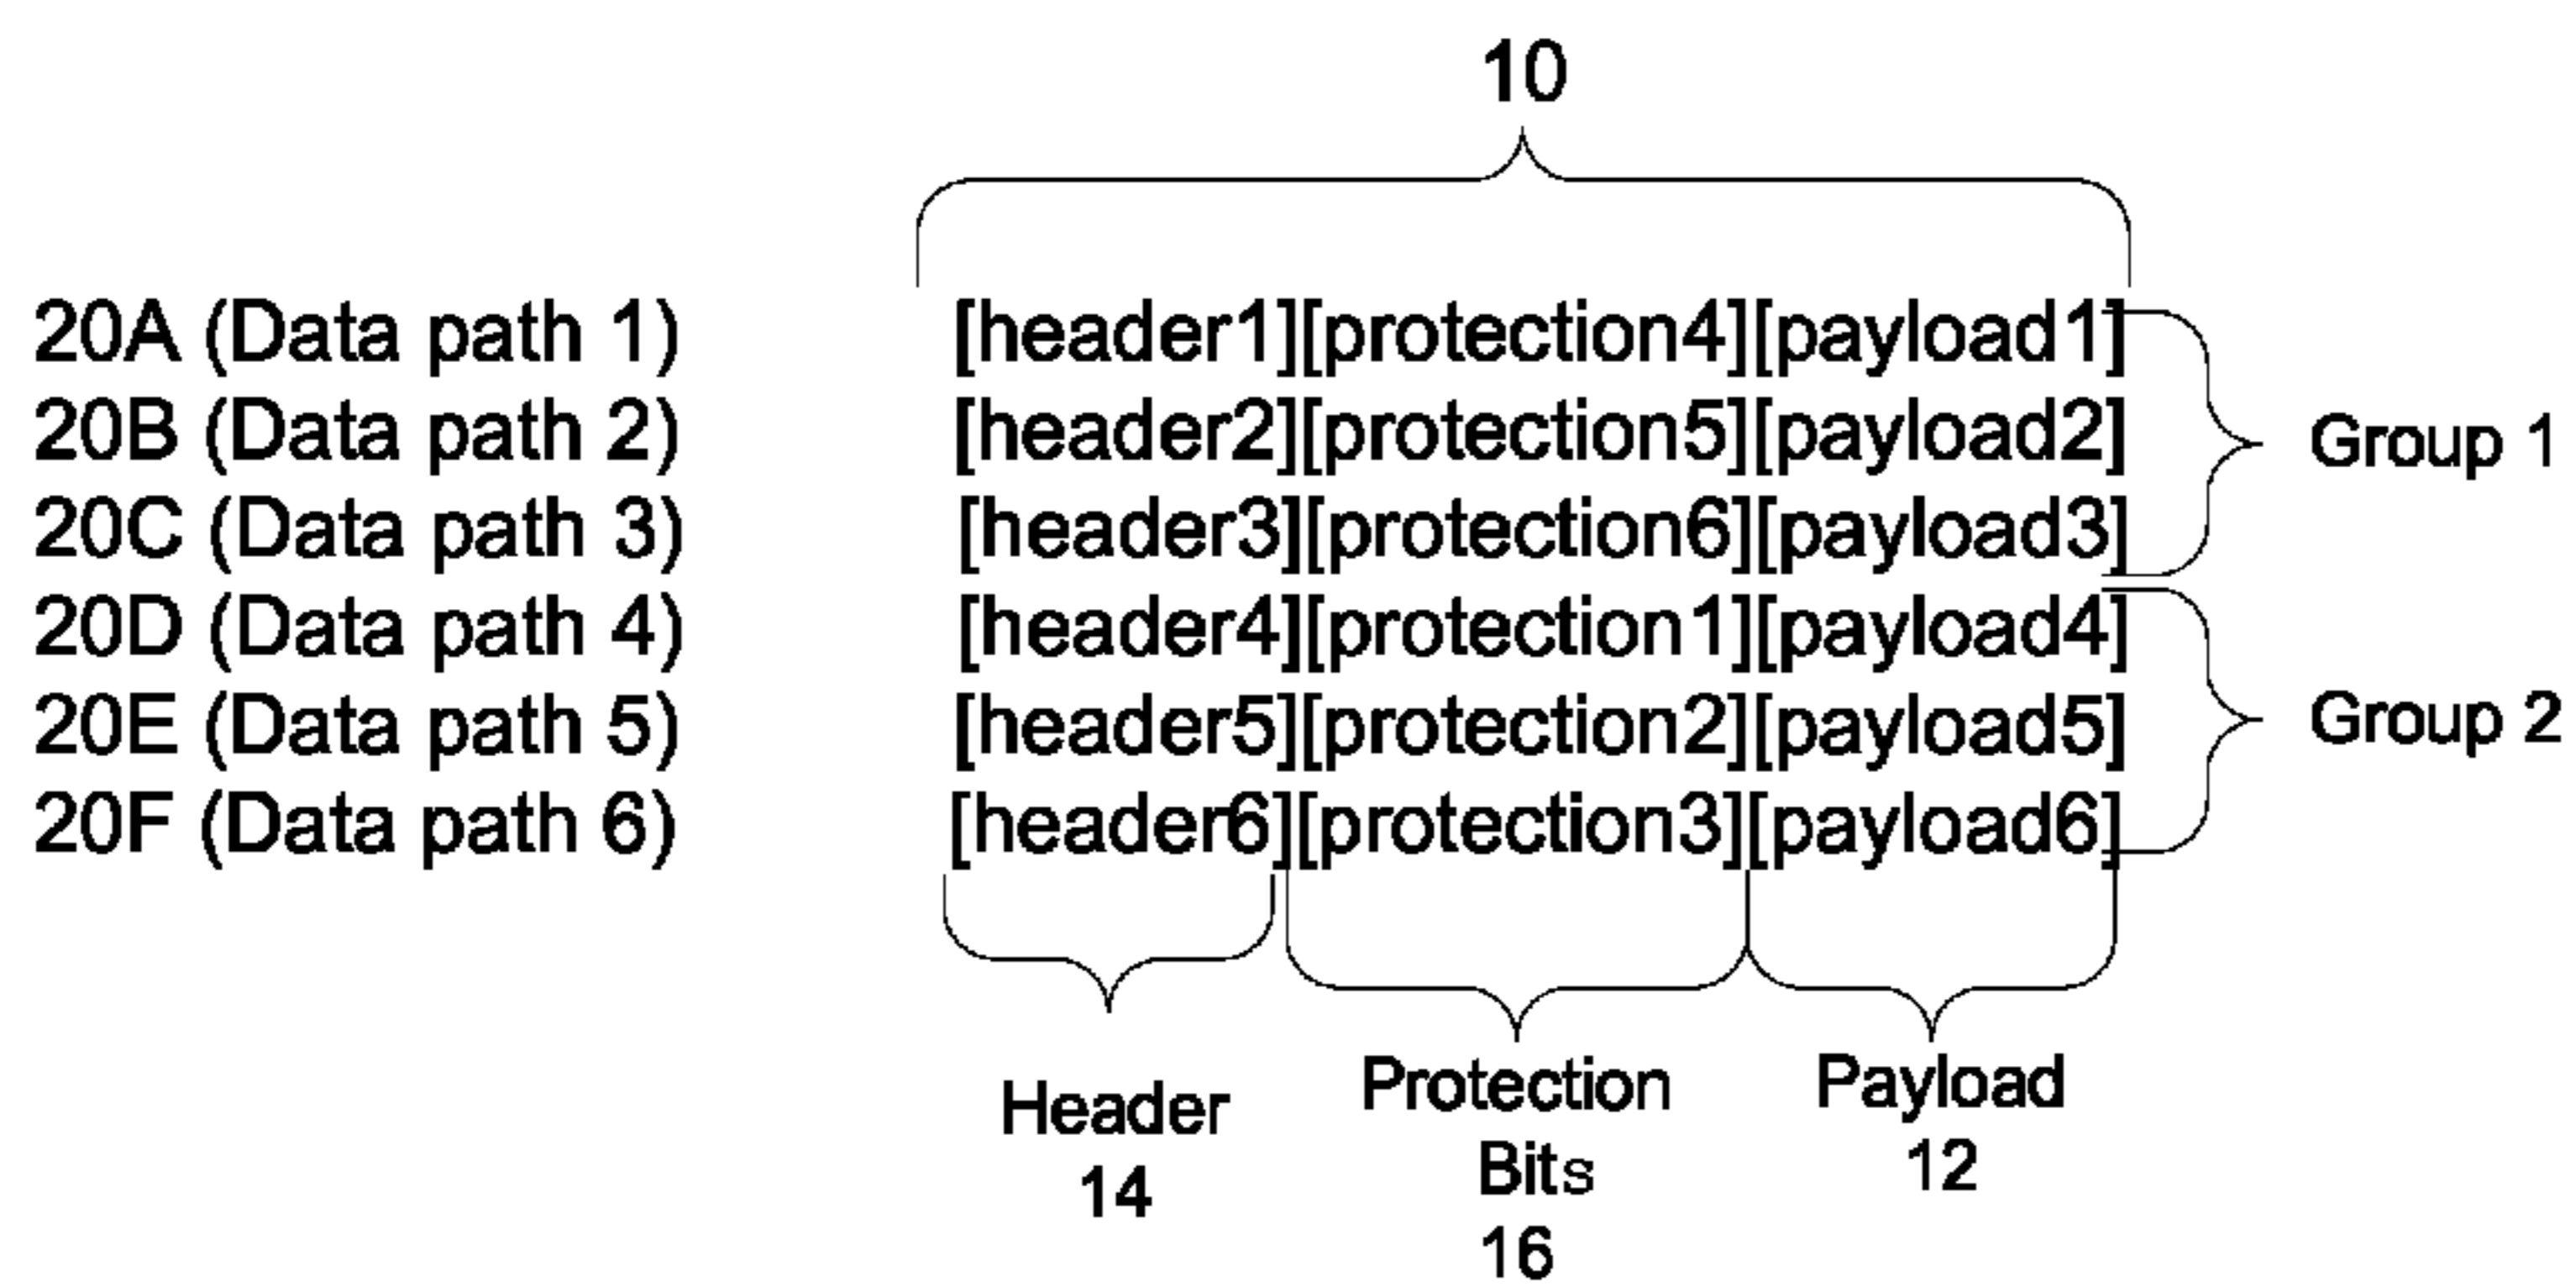 10
20A (Data path 1) [header1][protection4][payload1]
20B (Data path 2) [header2][protection5][payload2]
Group 1
20C (Data path 3) [header3][protection6][payload3]
20D (Data path 4) [header4][protection1][payload4]
20E (Data path 5) [header5][protection2][payload5]
Group 2
20F (Data path 6) [header6][protection3][payload6]
Header
14
Protection
Bits
16
Payload
12